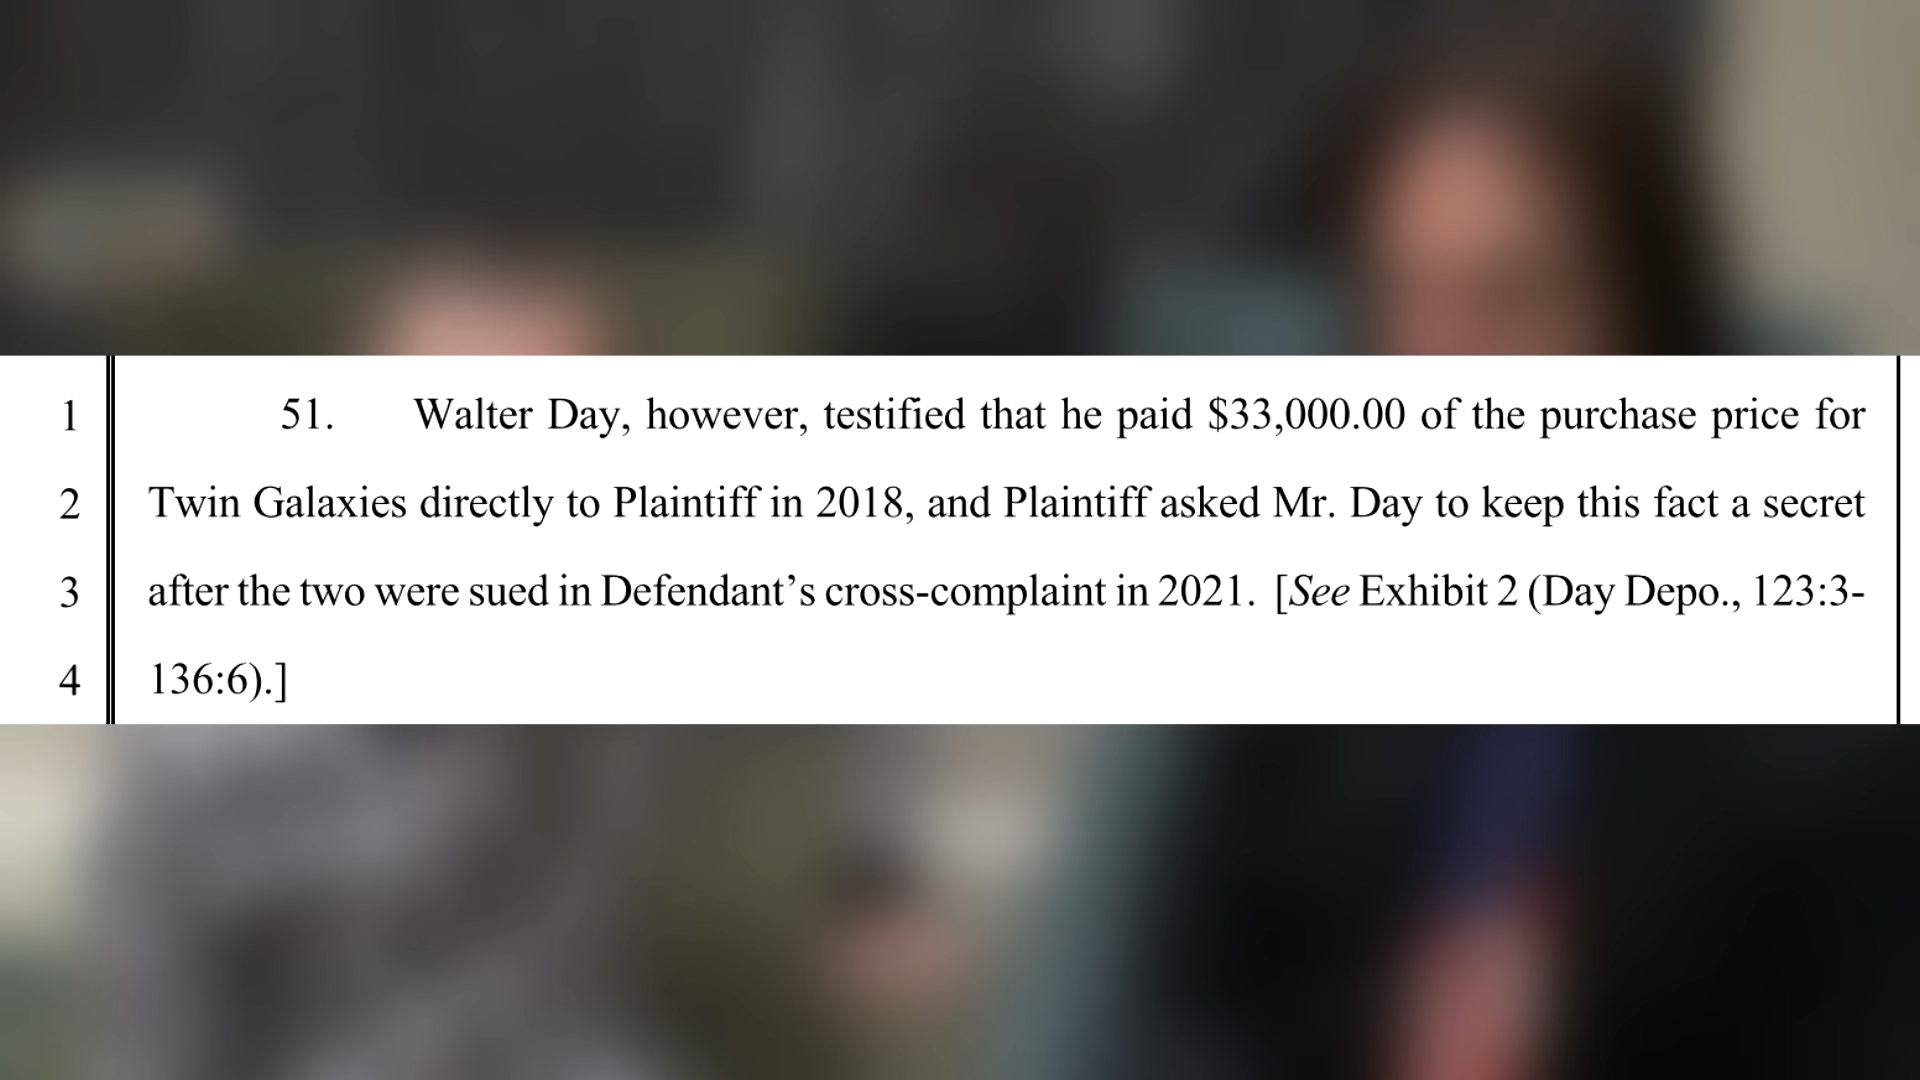 1 51. Walter Day, however, testified that he paid $33,000.00 of the purchase price for
2 Twin Galaxies directly to Plaintiff in 2018, and Plaintiff asked Mr. Day to keep this fact a secret
3 after the two were sued in Defendant’s cross-complaint in 2021. [See Exhibit 2 (Day Depo., 123:3-
4 136:6).]